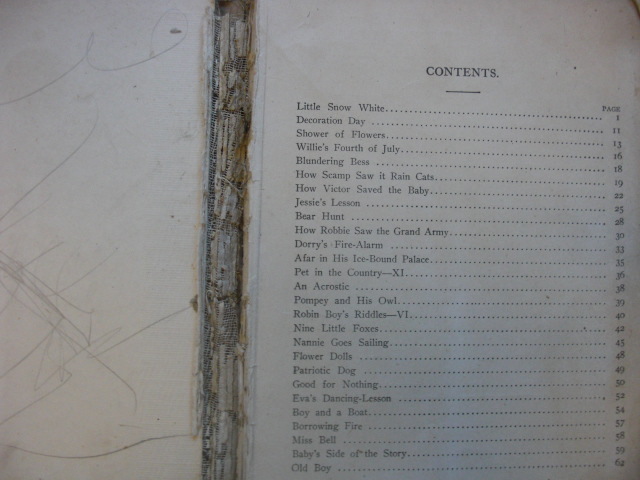 CONTENTS.
PAGE
Little Snow White........ 1
Decoration Day ........ 11
Shower of Flowers........ 13
Willie's Fourth of July........ 16
Blundering Bess ........ 18
How Scamp Saw it Rain Cats........ 19
How Victor Saved the Baby........ 22
Jessie's Lesson ........ 25
Bear Hunt ........ 28
How Robbie Saw the Grand Army........ 30
Dorry's Fire-Alarm ........ 33
Afar in His Ice-Bound Palace........ 35
Pet in the Country—XI........ 36
An Acrostic ........ 38
Pompey and His Owl........ 39
Robin Boy's Riddles—VI........ 40
Nine Little Foxes........ 42
Nannie Goes Sailing........ 45
Flower Dolls ........ 48
Patriotic Dog ........ 49
Good for Nothing........ 50
Eva's Dancing-Lesson ........ 52
Boy and a Boat........ 54
Borrowing Fire ........ 57
Miss Bell ........ 58
Baby's Side of the Story........ 59
Old Boy ........ 62